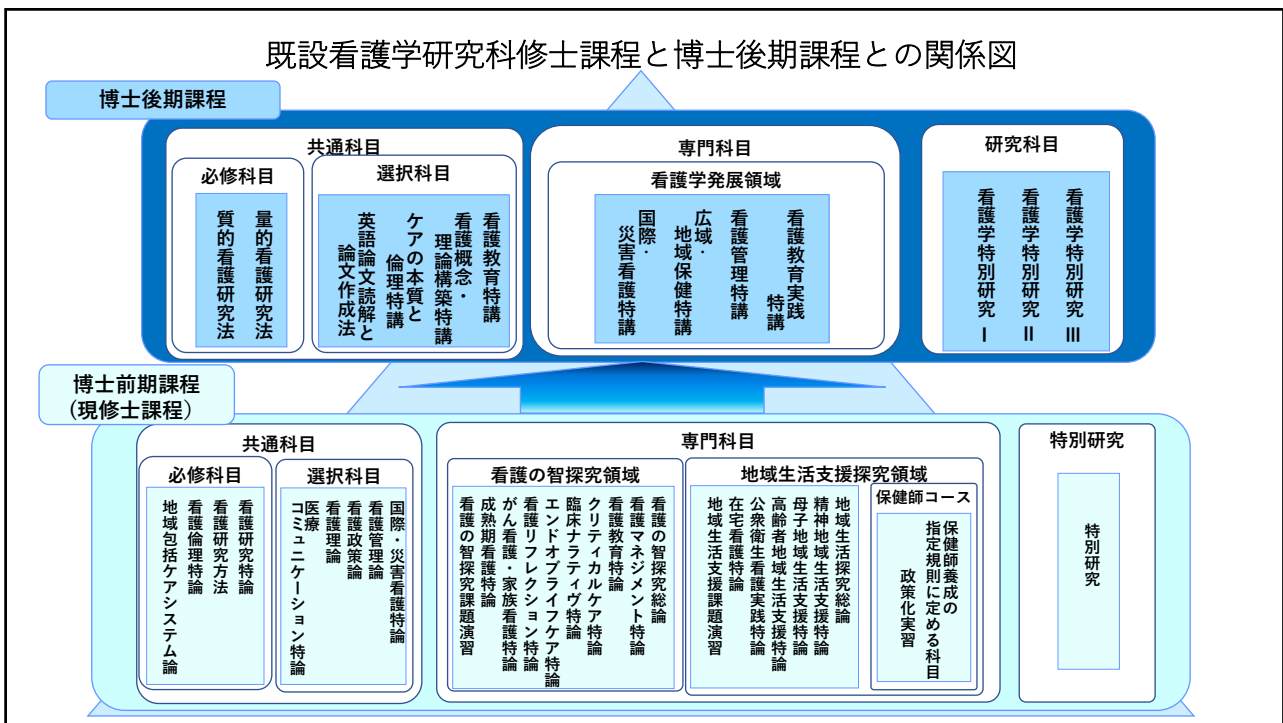 既設看護学研究科修士課程と博士後期課程との関係図
博士後期課程
共通科目
必修科目
量的看護研究法
質的看護研究法
選択科目
看護教育特講
看護概念・
理論構築特講
ケアの本質と
倫理特講
英語論文読解と
論文作成法
専門科目
看護学発展領域
看護教育実践
特講
看護管理特講
広域・
地域保健特講
国際・
災害看護特講
研究科目
看護学特別研究Ⅲ
看護学特別研究Ⅱ
看護学特別研究Ⅰ
博士前期課程
(現修士課程)
共通科目
必修科目
看護研究特論
看護研究方法
看護倫理特論
地域包括ケアシステム論
選択科目
国際・災害看護特論
看護管理論
看護政策論
看護理論
医療
コミュニケーション特論
専門科目
看護の智探究領域
看護の智探究総論
看護マネジメント特論
看護教育特論
クリティカルケア特論
臨床ナラティヴ特論
エンドオブライフケア特論
看護リフレクション特論
がん看護・家族看護特論
成熟期看護特論
看護の智探究課題演習
地域生活支援探究領域
地域生活探究総論
精神地域生活支援特論
母子地域生活支援特論
高齢者地域生活支援特論
公衆衛生看護実践特論
在宅看護特論
地域生活支援課題演習
保健師コース
保健師養成の
指定規則に定める科目
政策化実習
特別研究
特別研究